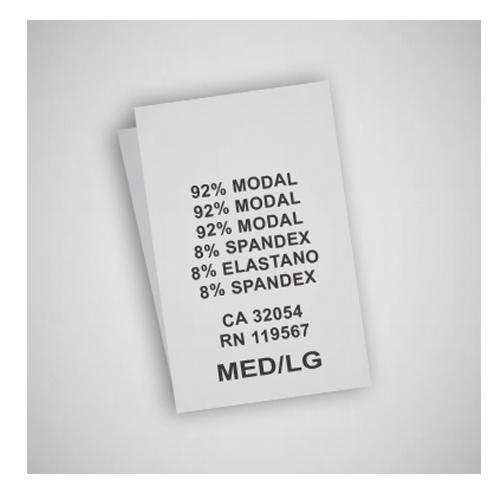 92% MODAL
92% MODAL
92% MODAL
8% SPANDEX
8% ELASTANO
8% SPANDEX
CA 32054
RN 119567
MED/LG